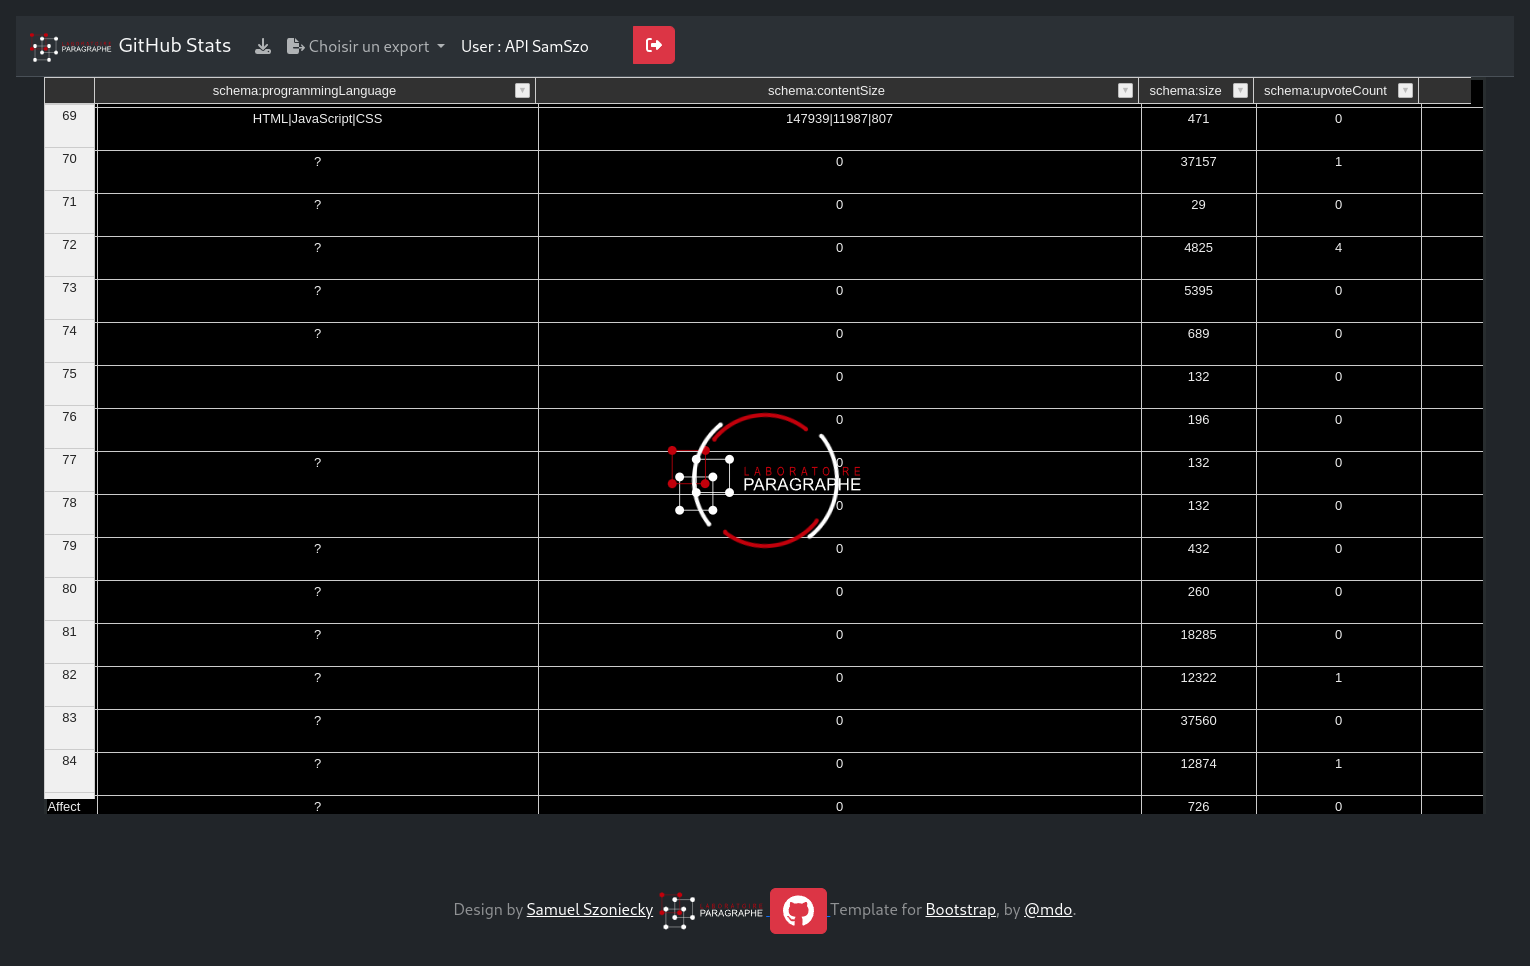 LABORATOIRE PARAGRAPHE GitHub Stats Choisir un export User : API SamSzo
schema:programmingLanguage schema:contentSize schema:size schema:upvoteCount
69 HTML|JavaScript|CSS 147939|11987|807 471 0
70 ? 0 37157 1
71 ? 0 29 0
72 ? 0 4825 4
73 ? 0 5395 0
74 ? 0 689 0
75 0 132 0
76 0 196 0
77 ? 0 132 0
LABORATOIRE
PARAGRAPHE
78 0 132 0
79 ? 0 432 0
80 ? 0 260 0
81 ? 0 18285 0
82 ? 0 12322 1
83 ? 0 37560 0
84 ? 0 12874 1
Affect ? 0 726 0
Design by Samuel Szoniecky LABORATOIRE PARAGRAPHE Template for Bootstrap, by @mdo.